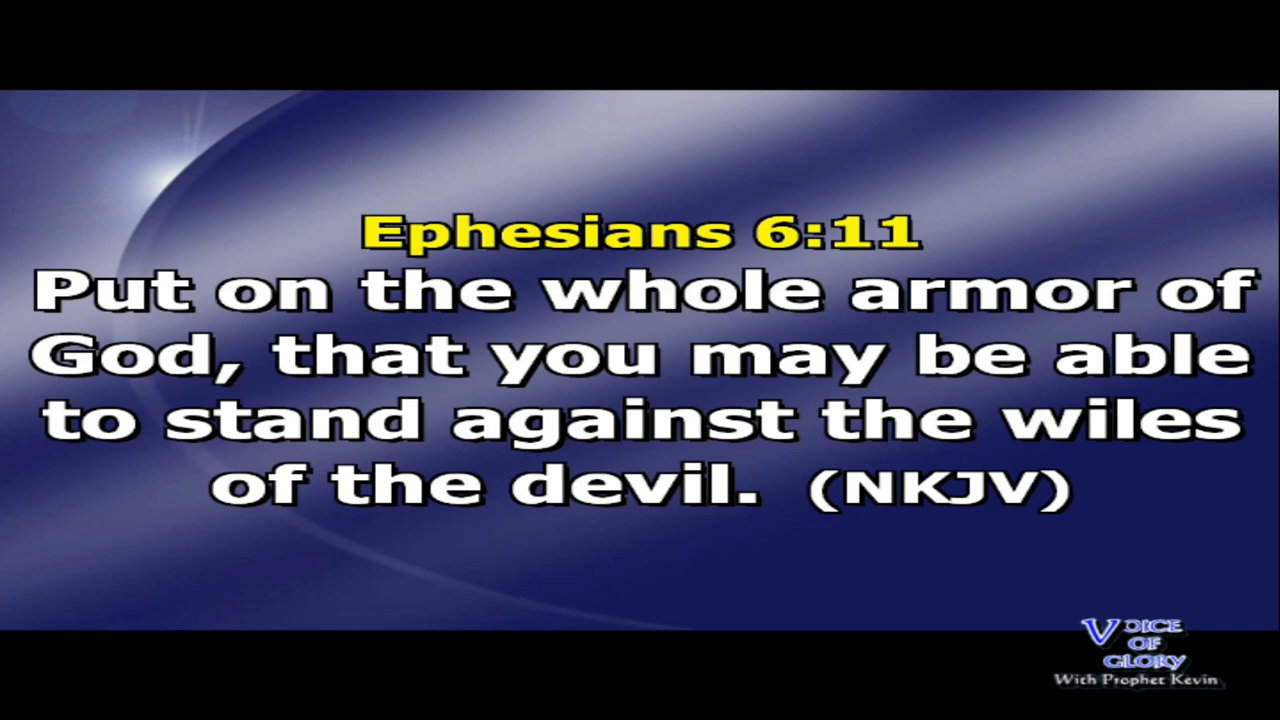 Ephesians 6:11
Put on the whole armor of
God, that you may be able
to stand against the wiles
of the devil. (NKJV)
VOICE
OF
GLORY
With Prophet Kevin